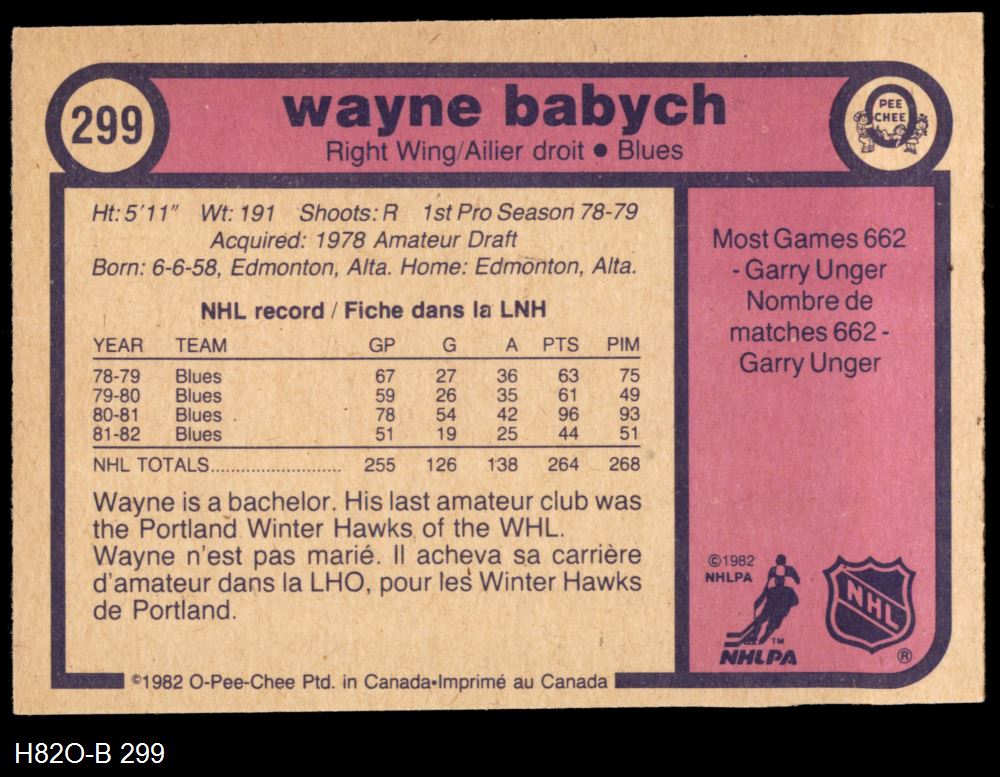 299
wayne babych
Right Wing/Ailier droit ● Blues
PEE
CHEE
Ht: 5'11" Wt: 191 Shoots: R 1st Pro Season 78-79
Acquired: 1978 Amateur Draft
Born: 6-6-58, Edmonton, Alta. Home: Edmonton, Alta.
NHL record / Fiche dans la LNH
YEAR TEAM GP G A PTS PIM
78-79 Blues 67 27 36 63 75
79-80 Blues 59 26 35 61 49
80-81 Blues 78 54 42 96 93
81-82 Blues 51 19 25 44 51
NHL TOTALS........................ 255 126 138 264 268
Wayne is a bachelor. His last amateur club was
the Portland Winter Hawks of the WHL.
Wayne n'est pas marié. Il acheva sa carrière
d'amateur dans la LHO, pour les Winter Hawks
de Portland.
Most Games 662
- Garry Unger
Nombre de
matches 662 -
Garry Unger
©1982
NHLPA
TM
NHLPA
NHL
®
©1982 O-Pee-Chee Ptd. in Canada•Imprimé au Canada
H82O-B 299